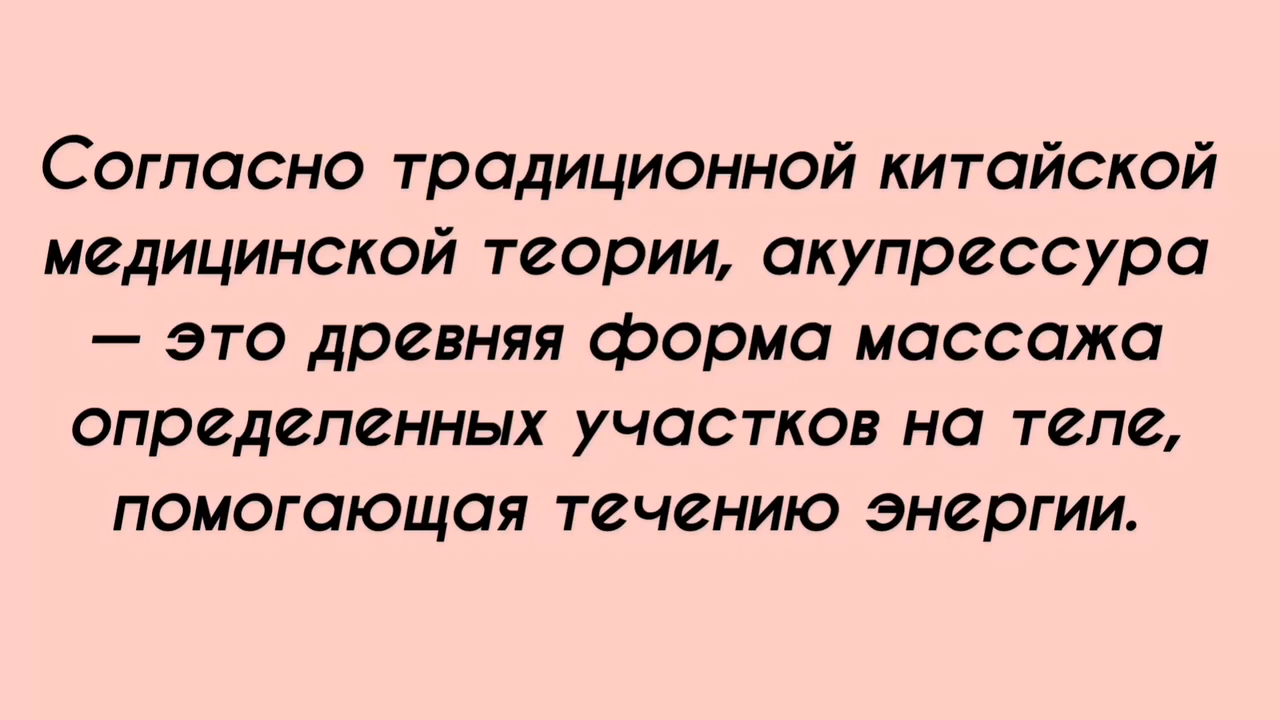 Согласно традиционной китайской
медицинской теории, акупрессура
— это древняя форма массажа
определенных участков на теле,
помогающая течению энергии.